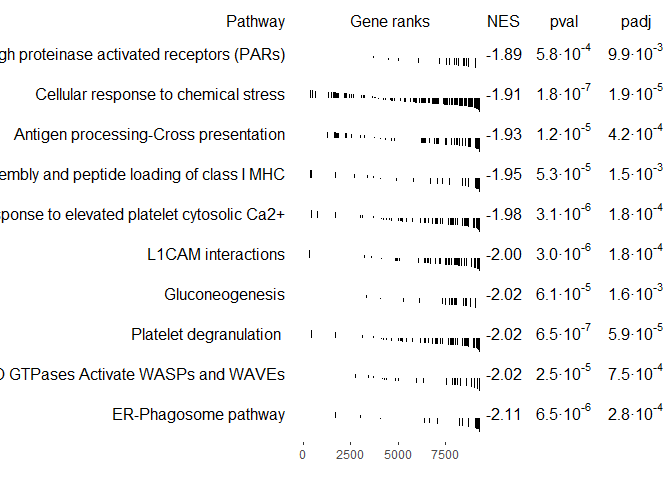 Pathway Gene ranks NES pval padj
gh proteinase activated receptors (PARs) -1.89 5.8·10⁻⁴ 9.9·10⁻³
Cellular response to chemical stress -1.91 1.8·10⁻⁷ 1.9·10⁻⁵
Antigen processing-Cross presentation -1.93 1.2·10⁻⁵ 4.2·10⁻⁴
embly and peptide loading of class I MHC -1.95 5.3·10⁻⁵ 1.5·10⁻³
sponse to elevated platelet cytosolic Ca2+ -1.98 3.1·10⁻⁶ 1.8·10⁻⁴
L1CAM interactions -2.00 3.0·10⁻⁶ 1.8·10⁻⁴
Gluconeogenesis -2.02 6.1·10⁻⁵ 1.6·10⁻³
Platelet degranulation -2.02 6.5·10⁻⁷ 5.9·10⁻⁵
O GTPases Activate WASPs and WAVEs -2.02 2.5·10⁻⁵ 7.5·10⁻⁴
ER-Phagosome pathway -2.11 6.5·10⁻⁶ 2.8·10⁻⁴
0 2500 5000 7500